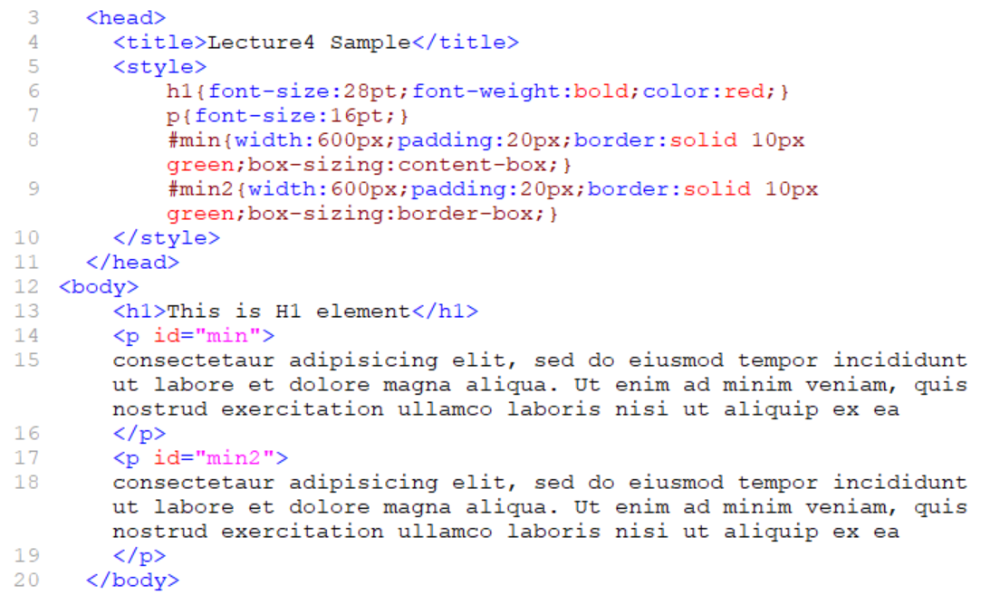 3 <head>
4 <title>Lecture4 Sample</title>
5 <style>
6 h1{font-size:28pt;font-weight:bold;color:red;}
7 p{font-size:16pt;}
8 #min{width:600px;padding:20px;border:solid 10px
green;box-sizing:content-box;}
9 #min2{width:600px;padding:20px;border:solid 10px
green;box-sizing:border-box;}
10 </style>
11 </head>
12 <body>
13 <h1>This is H1 element</h1>
14 <p id="min">
15 consectetaur adipisicing elit, sed do eiusmod tempor incididunt
ut labore et dolore magna aliqua. Ut enim ad minim veniam, quis
nostrud exercitation ullamco laboris nisi ut aliquip ex ea
16 </p>
17 <p id="min2">
18 consectetaur adipisicing elit, sed do eiusmod tempor incididunt
ut labore et dolore magna aliqua. Ut enim ad minim veniam, quis
nostrud exercitation ullamco laboris nisi ut aliquip ex ea
19 </p>
20 </body>